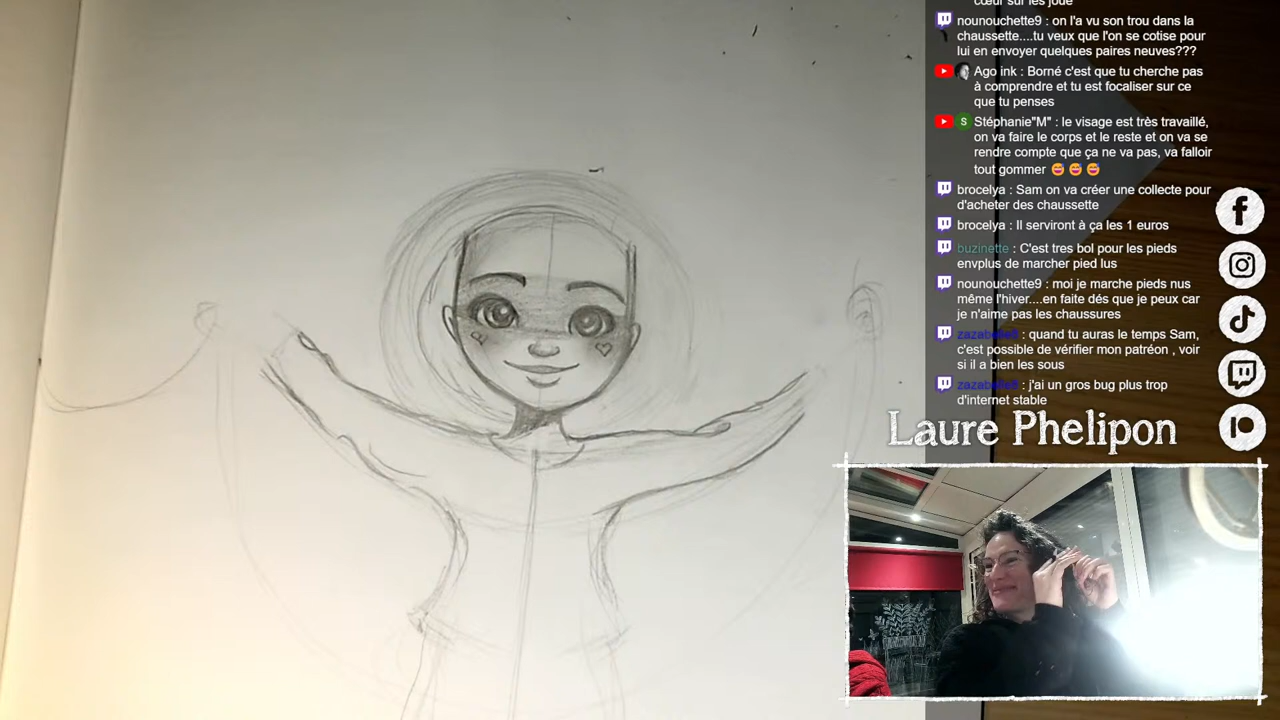 cœur sur les joue
nounouchette9 : on l'a vu son trou dans la
chaussette....tu veux que l'on se cotise pour
lui en envoyer quelques paires neuves???
Ago ink : Borné c'est que tu cherche pas
à comprendre et tu est focaliser sur ce
que tu penses
S Stéphanie"M" : le visage est très travaillé,
on va faire le corps et le reste et on va se
rendre compte que ça ne va pas, va falloir
tout gommer 😅 😅 😅
brocelya : Sam on va créer une collecte pour
d'acheter des chaussette
brocelya : Il serviront à ça les 1 euros
buzinette : C'est tres bol pour les pieds
envplus de marcher pied lus
nounouchette9 : moi je marche pieds nus
même l'hiver....en faite dés que je peux car
je n'aime pas les chaussures
: quand tu auras le temps Sam,
c'est possible de vérifier mon patréon , voir
si il a bien les sous
: j'ai un gros bug plus trop
d'internet stable
Laure Phelipon